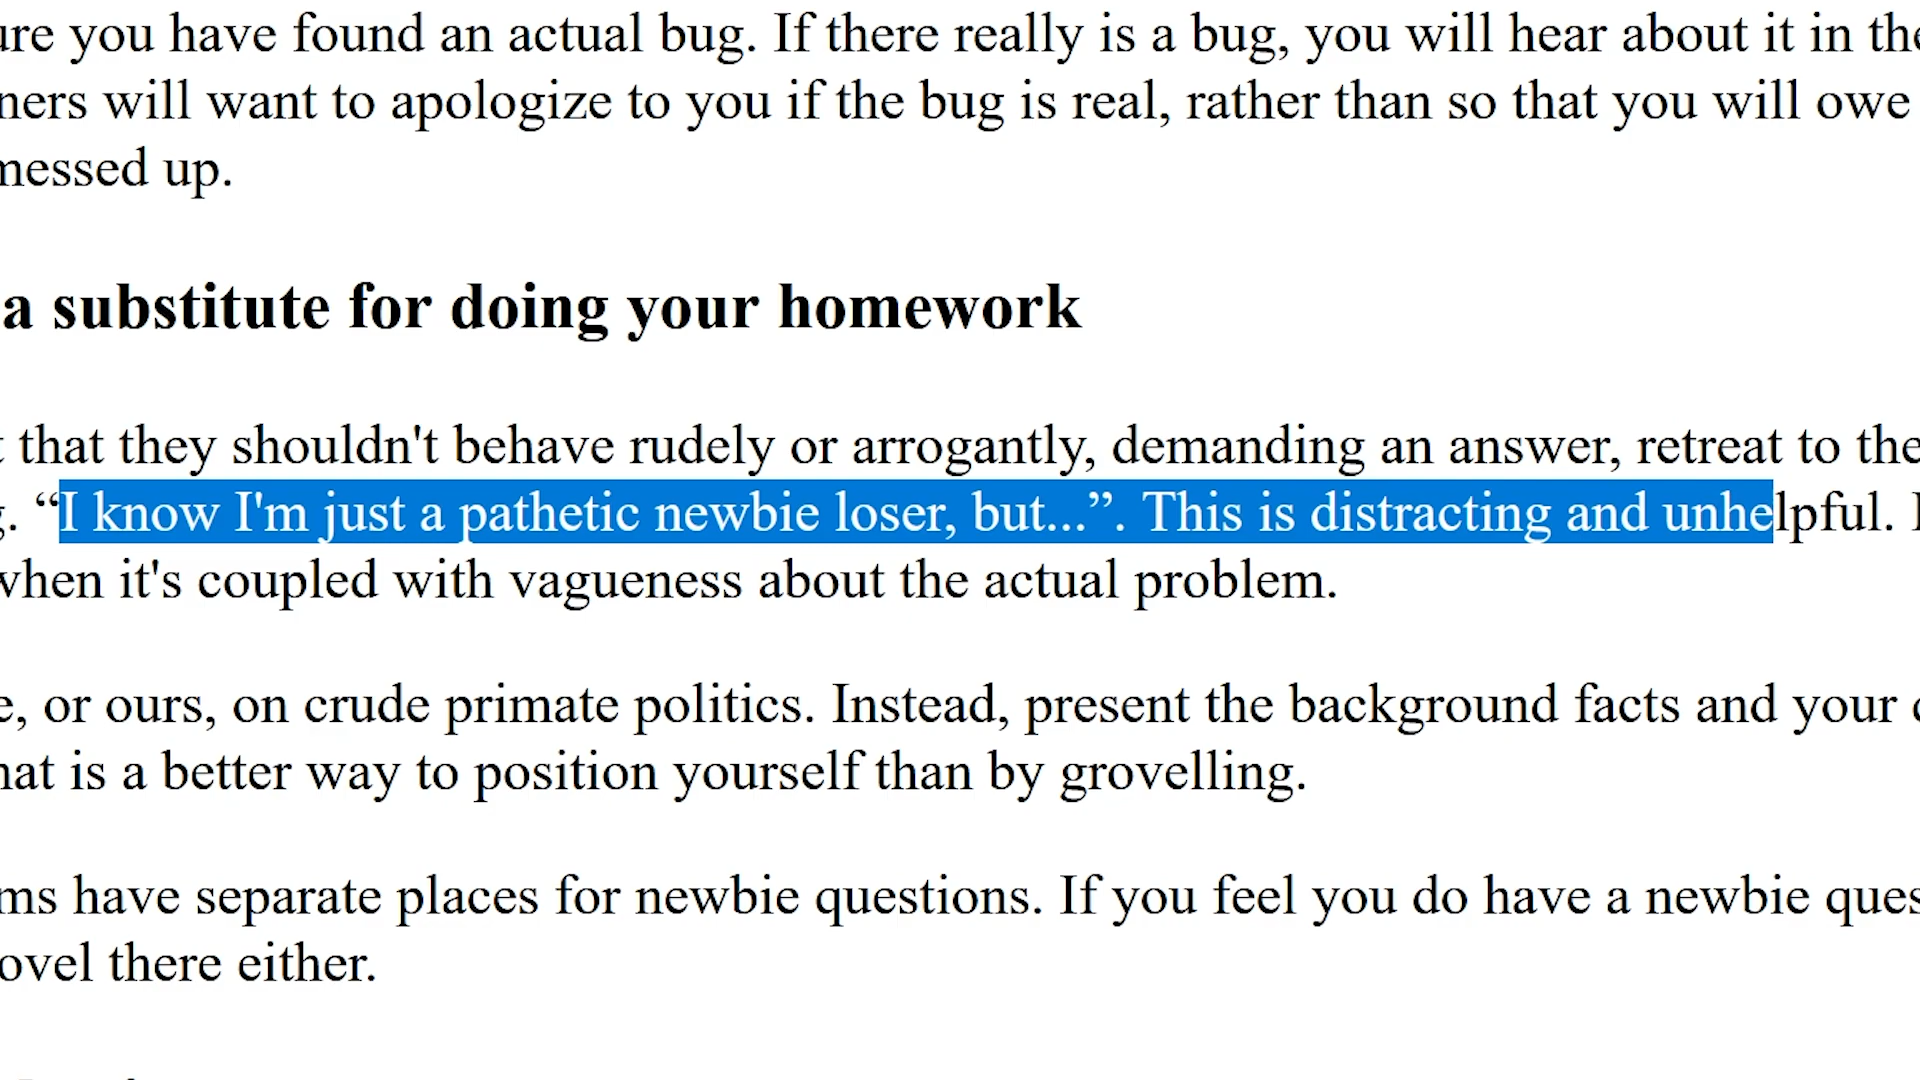 ure you have found an actual bug. If there really is a bug, you will hear about it in the
ners will want to apologize to you if the bug is real, rather than so that you will owe
messed up.
a substitute for doing your homework
t that they shouldn't behave rudely or arrogantly, demanding an answer, retreat to the
g. “I know I'm just a pathetic newbie loser, but...”. This is distracting and unhelpful. I
when it's coupled with vagueness about the actual problem.
e, or ours, on crude primate politics. Instead, present the background facts and your
hat is a better way to position yourself than by grovelling.
ms have separate places for newbie questions. If you feel you do have a newbie ques
ovel there either.